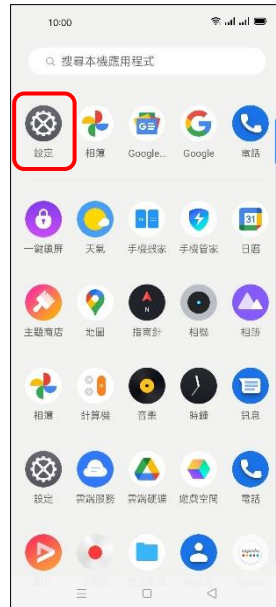 10:00
搜尋本機應用程式
設定 相簿 Google... Google 電話
31
一鍵鎖屏 天氣 手機搬家 手機管家 日曆
N
主題商店 地圖 指南針 相機 相簿
相簿 計算機 音樂 時鐘 訊息
設定 雲端服務 雲端硬碟 遊戲空間 電話